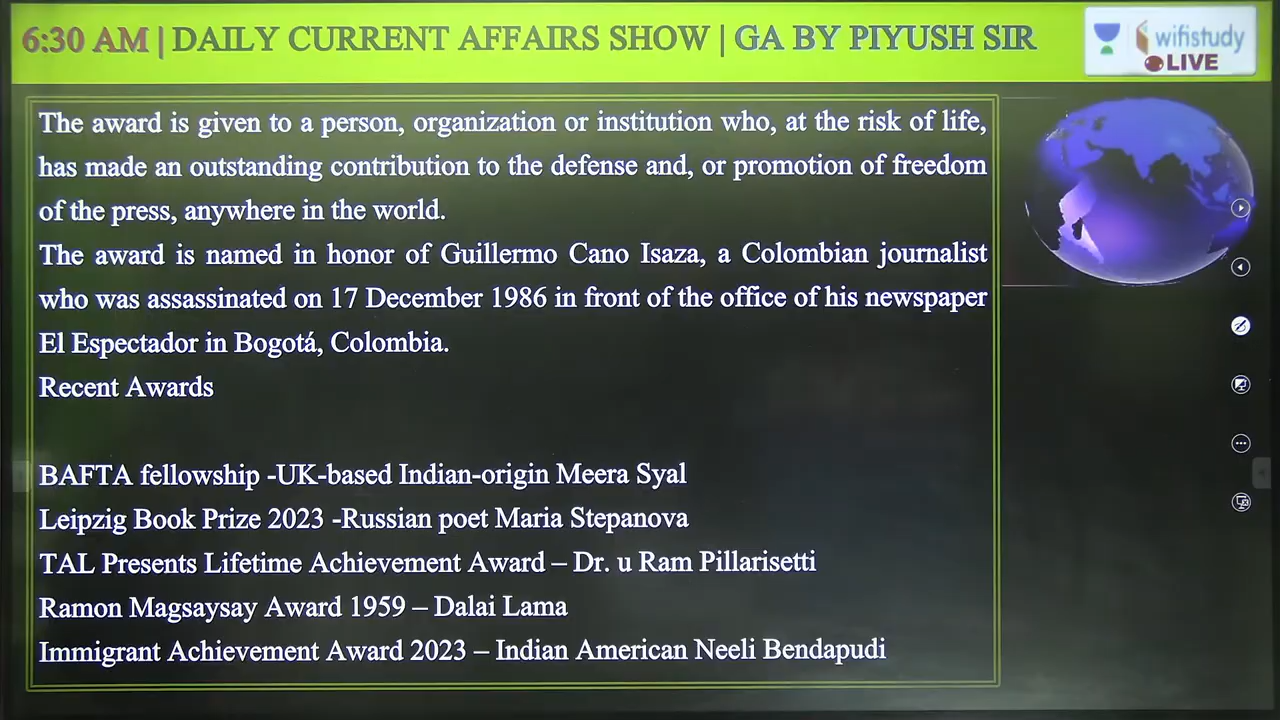 6:30 AM | DAILY CURRENT AFFAIRS SHOW | GA BY PIYUSH SIR
wifistudy
LIVE
The award is given to a person, organization or institution who, at the risk of life,
has made an outstanding contribution to the defense and, or promotion of freedom
of the press, anywhere in the world.
The award is named in honor of Guillermo Cano Isaza, a Colombian journalist
who was assassinated on 17 December 1986 in front of the office of his newspaper
El Espectador in Bogotá, Colombia.
Recent Awards
BAFTA fellowship -UK-based Indian-origin Meera Syal
Leipzig Book Prize 2023 -Russian poet Maria Stepanova
TAL Presents Lifetime Achievement Award – Dr. u Ram Pillarisetti
Ramon Magsaysay Award 1959 – Dalai Lama
Immigrant Achievement Award 2023 – Indian American Neeli Bendapudi